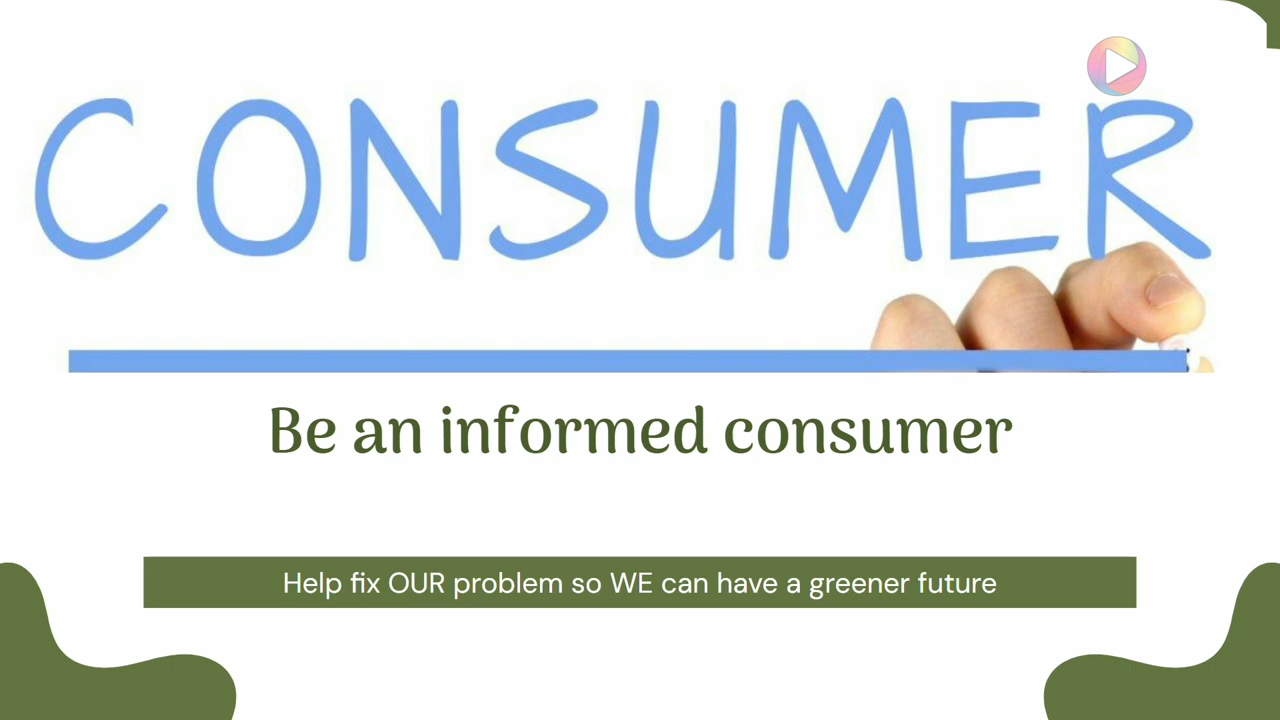 CONSUMER
Be an informed consumer
Help fix OUR problem so WE can have a greener future